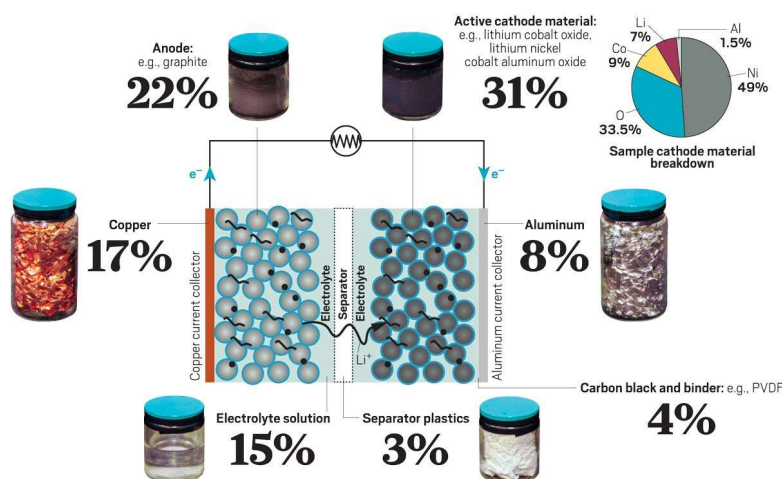 Anode:
e.g., graphite
22%
Active cathode material:
e.g., lithium cobalt oxide,
lithium nickel
cobalt aluminum oxide
31%
Li
7%
Al
1.5%
Co
9%
Ni
49%
O
33.5%
Sample cathode material
breakdown
e⁻
e⁻
Copper
17%
Copper current collector
Electrolyte
Separator
Electrolyte
Li⁺
Aluminum current collector
Aluminum
8%
Carbon black and binder: e.g., PVDF
4%
Electrolyte solution
15%
Separator plastics
3%